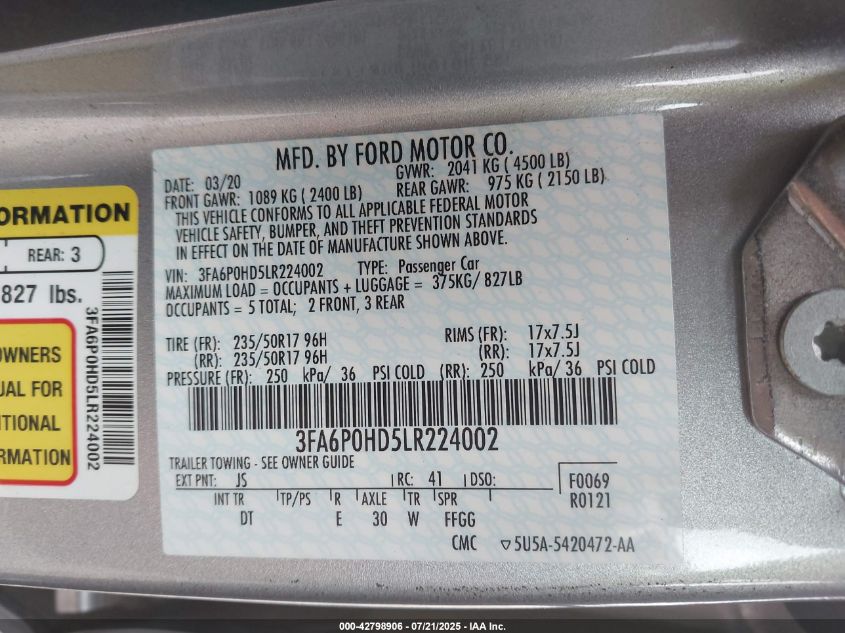 MFD. BY FORD MOTOR CO.
DATE: 03/20 GVWR: 2041 KG ( 4500 LB)
FRONT GAWR: 1089 KG ( 2400 LB) REAR GAWR: 975 KG ( 2150 LB)
THIS VEHICLE CONFORMS TO ALL APPLICABLE FEDERAL MOTOR
VEHICLE SAFETY, BUMPER, AND THEFT PREVENTION STANDARDS
IN EFFECT ON THE DATE OF MANUFACTURE SHOWN ABOVE.
VIN: 3FA6P0HD5LR224002 TYPE: Passenger Car
MAXIMUM LOAD = OCCUPANTS + LUGGAGE = 375KG/ 827LB
OCCUPANTS = 5 TOTAL; 2 FRONT, 3 REAR
TIRE (FR): 235/50R17 96H RIMS (FR): 17x7.5J
(RR): 235/50R17 96H (RR): 17x7.5J
PRESSURE (FR): 250 kPa/ 36 PSI COLD (RR): 250 kPa/ 36 PSI COLD
3FA6P0HD5LR224002
TRAILER TOWING - SEE OWNER GUIDE
EXT PNT: JS RC: 41 DSO: F0069
INT TR TP/PS R AXLE TR SPR R0121
DT E 30 W FFGG
CMC ▽5U5A-5420472-AA
ORMATION
REAR: 3
827 lbs.
OWNERS
UAL FOR
ITIONAL
RMATION
3FA6P0HD5LR224002
000-42798906 - 07/21/2025 - IAA Inc.